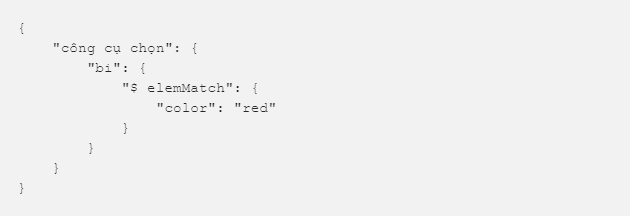 {
"công cụ chọn": {
"bi": {
"$ elemMatch": {
"color": "red"
}
}
}
}